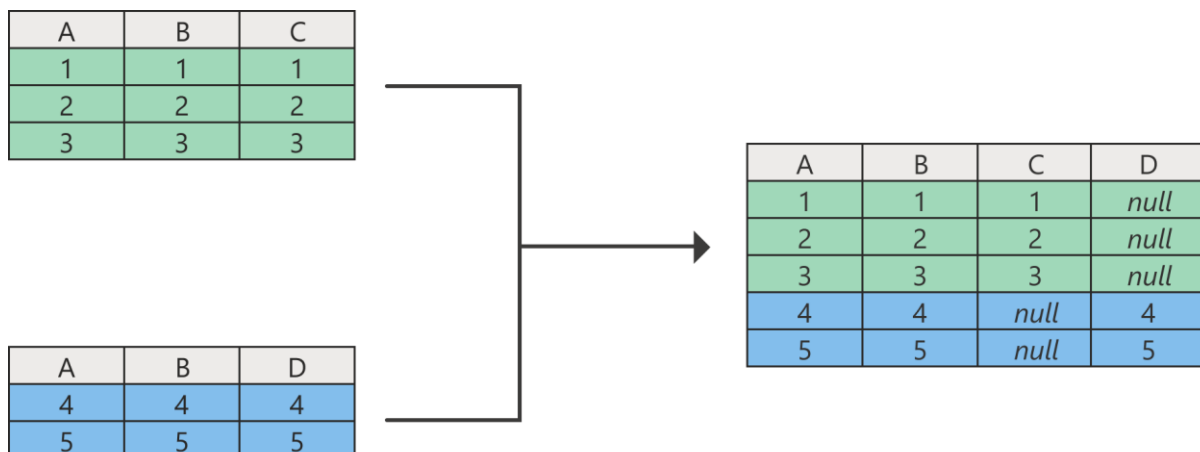 A B C
1 1 1
2 2 2
3 3 3
A B D
4 4 4
5 5 5
A B C D
1 1 1 null
2 2 2 null
3 3 3 null
4 4 null 4
5 5 null 5